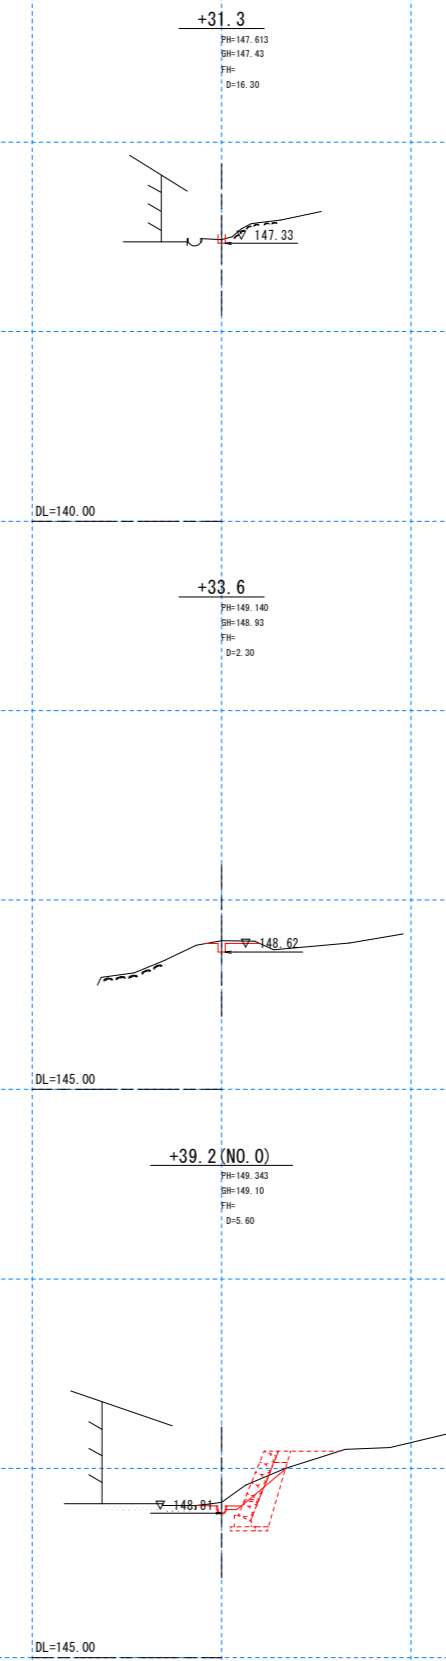 +31.3
PH=147.613
GH=147.43
FH=
D=16.30
▽ 147.33
DL=140.00
+33.6
PH=149.140
GH=148.93
FH=
D=2.30
▽ 148.62
DL=145.00
+39.2(NO.0)
PH=149.343
GH=149.10
FH=
D=5.60
▽ 148.81
DL=145.00